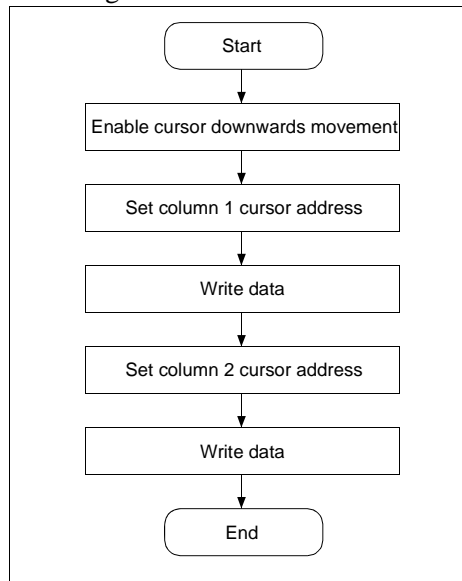 Start
Enable cursor downwards movement
Set column 1 cursor address
Write data
Set column 2 cursor address
Write data
End